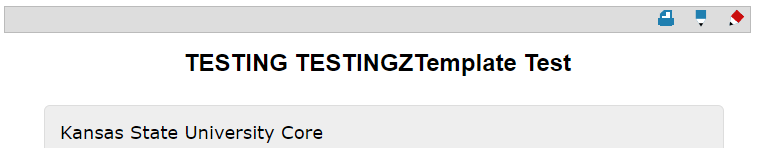 TESTING TESTINGZTemplate Test
Kansas State University Core